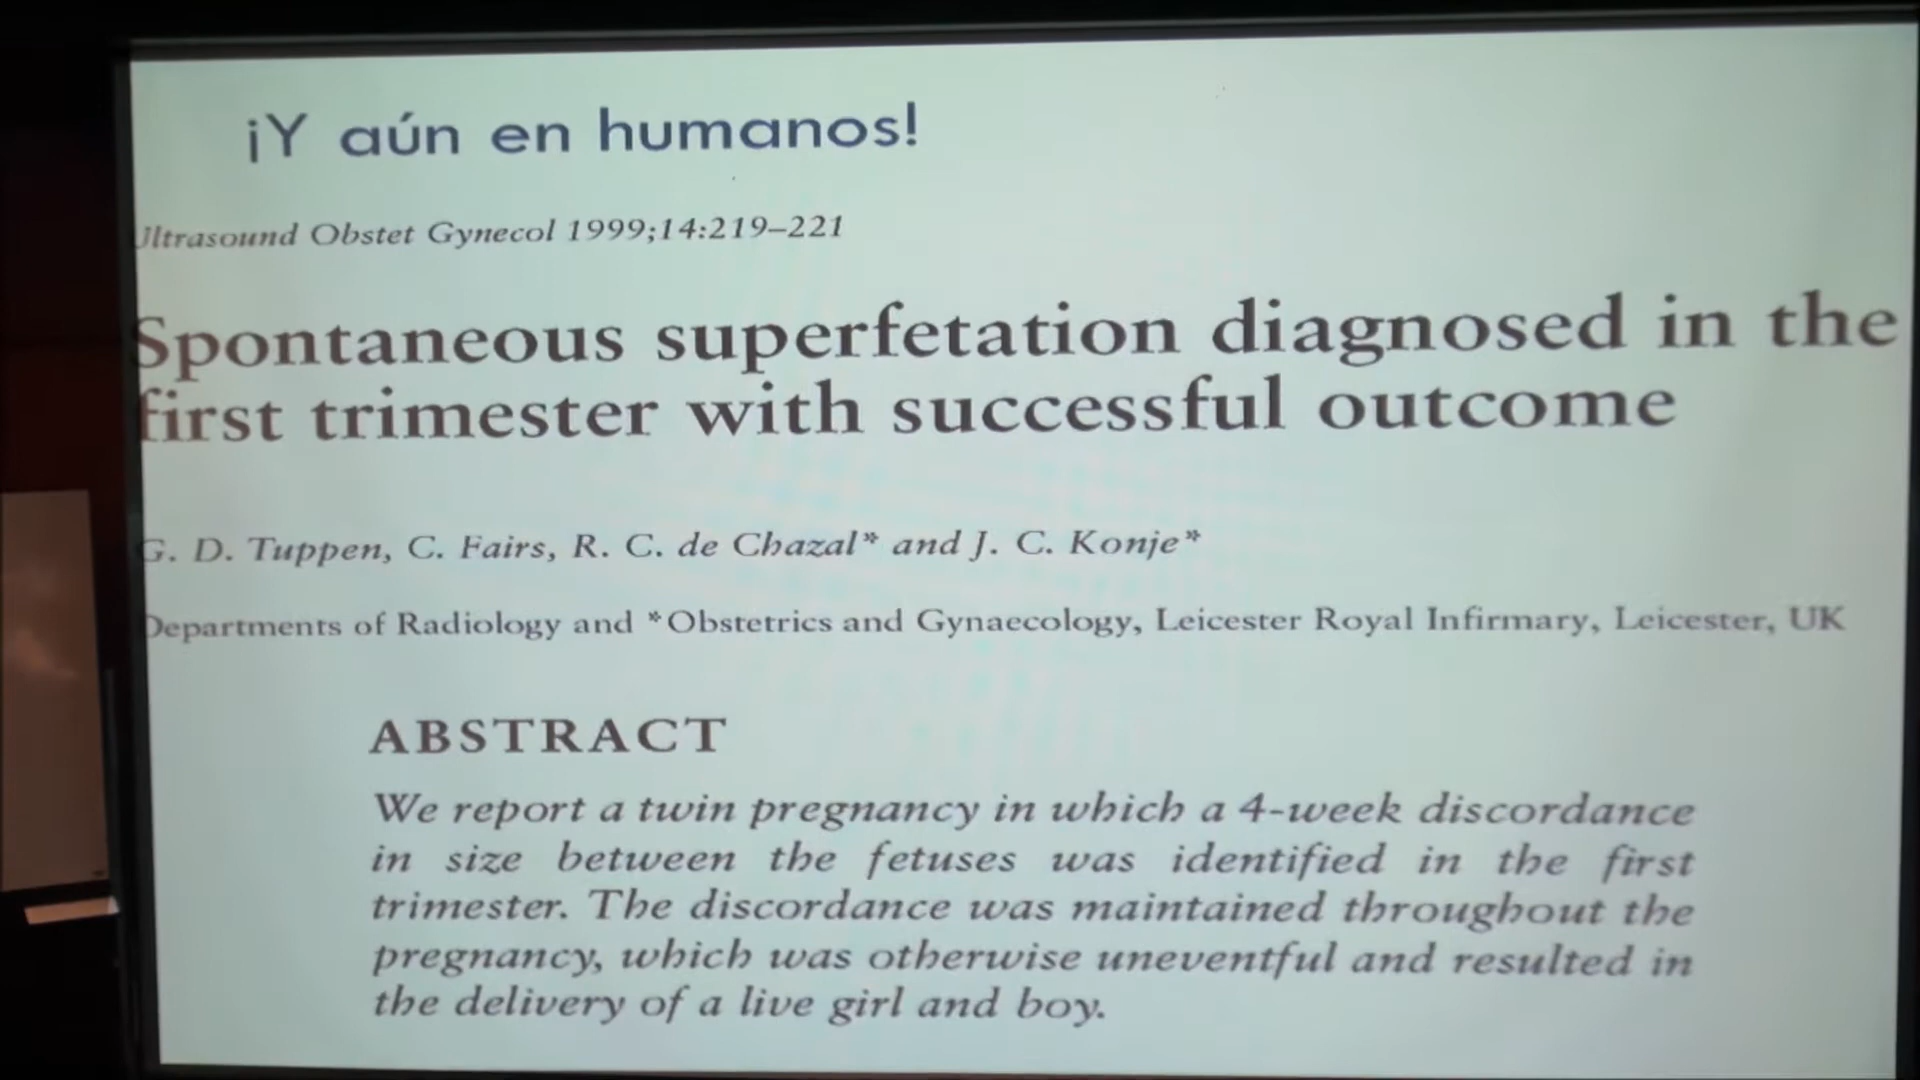 ¡Y aún en humanos!
Ultrasound Obstet Gynecol 1999;14:219–221
Spontaneous superfetation diagnosed in the
first trimester with successful outcome
G. D. Tuppen, C. Fairs, R. C. de Chazal* and J. C. Konje*
Departments of Radiology and *Obstetrics and Gynaecology, Leicester Royal Infirmary, Leicester, UK
ABSTRACT
We report a twin pregnancy in which a 4-week discordance
in size between the fetuses was identified in the first
trimester. The discordance was maintained throughout the
pregnancy, which was otherwise uneventful and resulted in
the delivery of a live girl and boy.